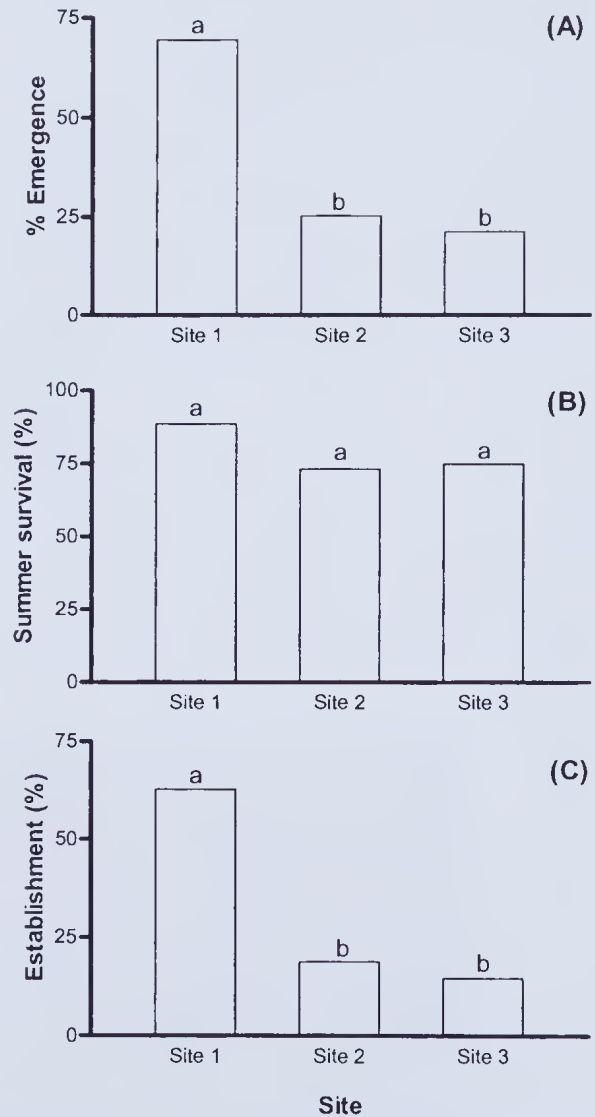 (A)
% Emergence
75
50
25
0
a
b
b
Site 1 Site 2 Site 3
(B)
Summer survival (%)
100
75
50
25
0
a
a
a
Site 1 Site 2 Site 3
(C)
Establishment (%)
75
50
25
0
a
b
b
Site 1 Site 2 Site 3
Site